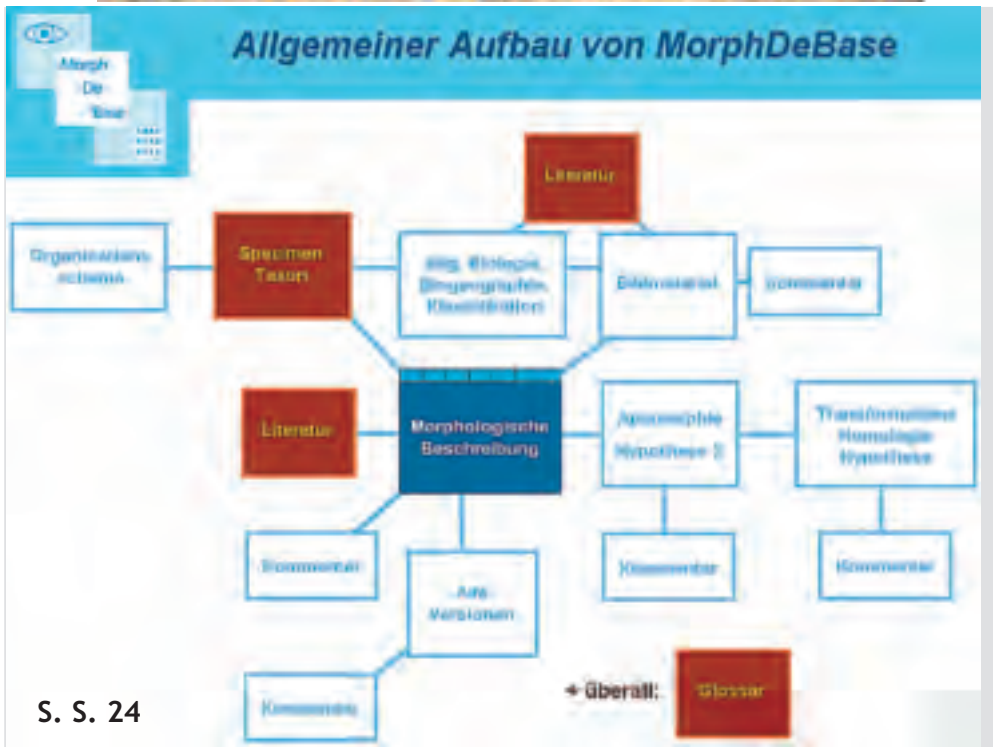 Allgemeiner Aufbau von MorphDeBase
Morph
De
Base
Literatur
Organisations
schema
Specimen
Taxon
Allg. Biologie,
Klassifikation
Bildmaterial
Kommentar
Literatur
Morphologische
Beschreibung
Apomorphie
Hypothese
Transformations
Homologie
Hypothese
Kommentar
Alte
Versionen
Kommentar
Kommentar
Kommentar
+ überall:
Glossar
S. S. 24